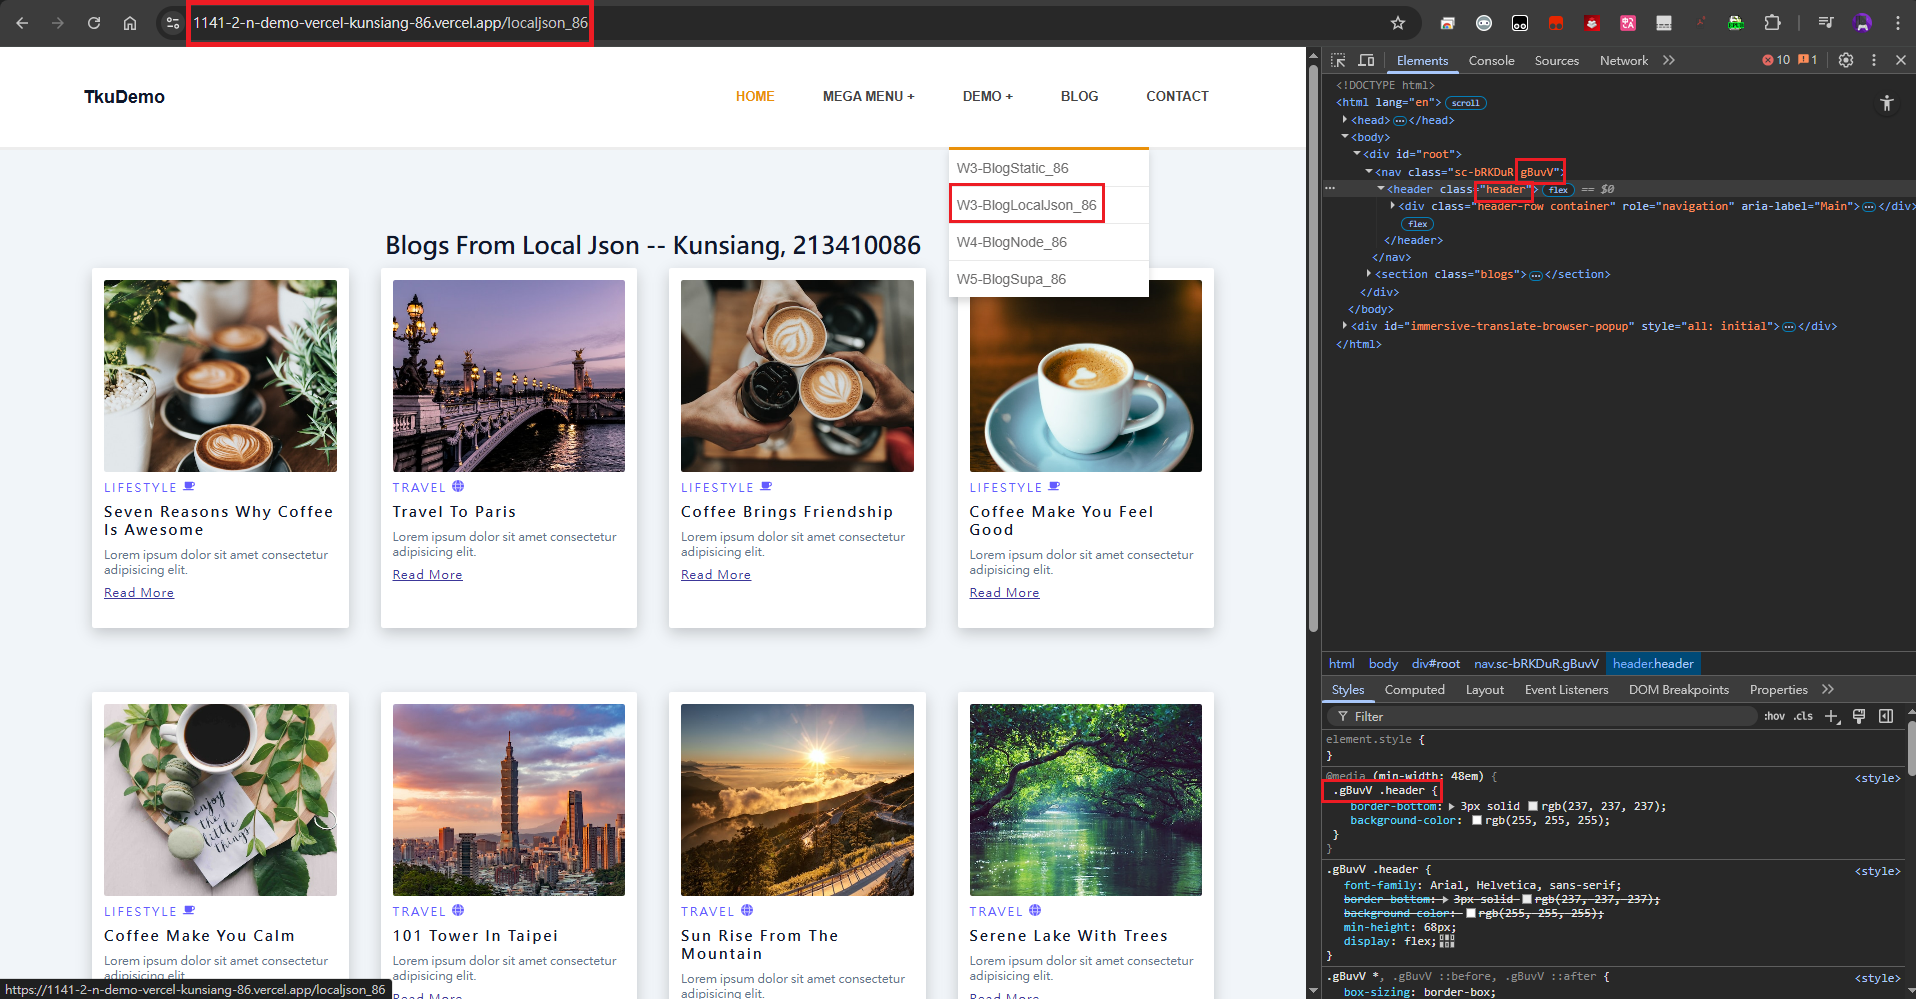 1141-2-n-demo-vercel-kunsiang-86.vercel.app/localjson_86
TkuDemo
HOME
MEGA MENU +
DEMO +
BLOG
CONTACT
W3-BlogStatic_86
W3-BlogLocalJson_86
W4-BlogNode_86
W5-BlogSupa_86
Blogs From Local Json -- Kunsiang, 213410086
LIFESTYLE
Seven Reasons Why Coffee
Is Awesome
Lorem ipsum dolor sit amet consectetur
adipisicing elit.
Read More
TRAVEL
Travel To Paris
Lorem ipsum dolor sit amet consectetur
adipisicing elit.
Read More
LIFESTYLE
Coffee Brings Friendship
Lorem ipsum dolor sit amet consectetur
adipisicing elit.
Read More
LIFESTYLE
Coffee Make You Feel
Good
Lorem ipsum dolor sit amet consectetur
adipisicing elit.
Read More
enjoy
the
little
things
LIFESTYLE
Coffee Make You Calm
Lorem ipsum dolor sit amet consectetur
adipisicing elit.
TRAVEL
101 Tower In Taipei
Lorem ipsum dolor sit amet consectetur
adipisicing elit.
Read More
TRAVEL
Sun Rise From The
Mountain
Lorem ipsum dolor sit amet consectetur
adipisicing elit.
TRAVEL
Serene Lake With Trees
Lorem ipsum dolor sit amet consectetur
adipisicing elit.
Read More
https://1141-2-n-demo-vercel-kunsiang-86.vercel.app/localjson_86
Elements
Console
Sources
Network
10
1
<!DOCTYPE html>
<html lang="en"> scroll
<head> … </head>
<body>
<div id="root">
<nav class="sc-bRKDuR gBuvV">
… <header class="header"> flex == $0
<div class="header-row container" role="navigation" aria-label="Main"> … </div>
flex
</header>
</nav>
<section class="blogs"> … </section>
</div>
</body>
<div id="immersive-translate-browser-popup" style="all: initial"> … </div>
</html>
html body div#root nav.sc-bRKDuR.gBuvV header.header
Styles
Computed
Layout
Event Listeners
DOM Breakpoints
Properties
Filter
:hov .cls
element.style {
}
@media (min-width: 48em) {
<style>
.gBuvV .header {
border-bottom: 3px solid rgb(237, 237, 237);
background-color: rgb(255, 255, 255);
}
}
.gBuvV .header {
<style>
font-family: Arial, Helvetica, sans-serif;
border-bottom: 3px solid rgb(237, 237, 237);
background-color: rgb(255, 255, 255);
min-height: 68px;
display: flex;
}
.gBuvV *, .gBuvV ::before, .gBuvV ::after {
<style>
box-sizing: border-box;